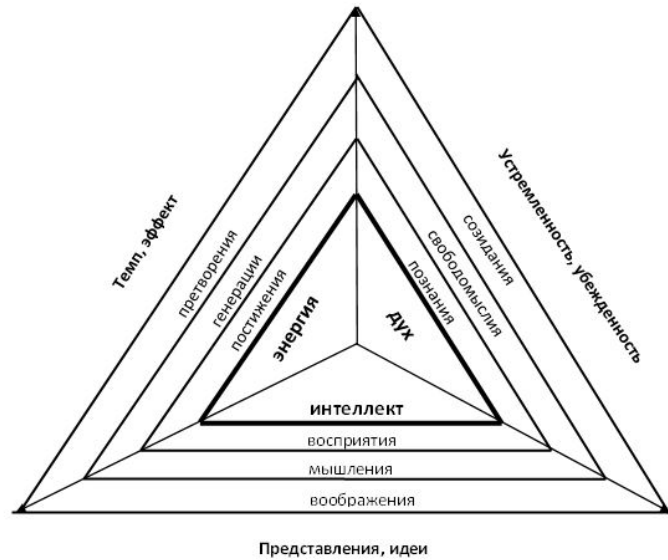 Темп, эффект
претворения
генерации
постижения
энергия
Устремленность, убежденность
созидания
свободомыслия
познания
дух
интеллект
восприятия
мышления
воображения
Представления, идеи